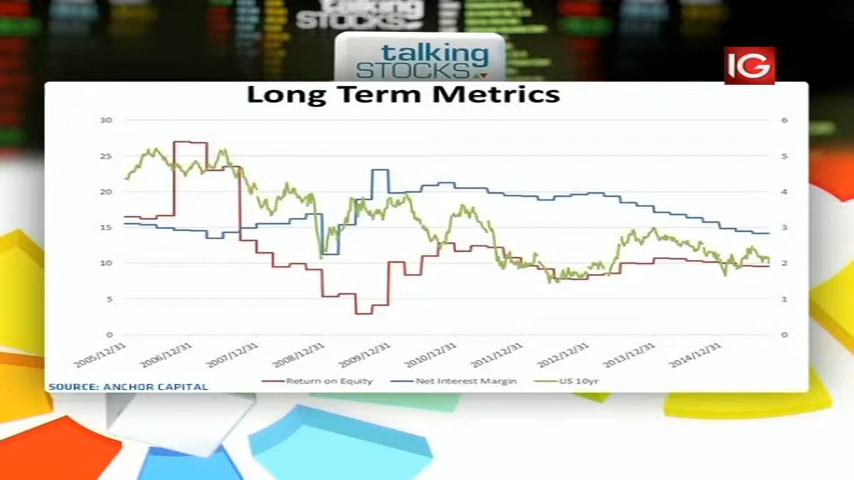 talking
STOCKS
talking
STOCKS
IG
Long Term Metrics
30
25
20
15
10
5
0
6
5
4
3
2
1
0
2005/12/31
2006/12/31
2007/12/31
2008/12/31
2009/12/31
2010/12/31
2011/12/31
2012/12/31
2013/12/31
2014/12/31
Return on Equity
Net Interest Margin
US 10yr
SOURCE: ANCHOR CAPITAL